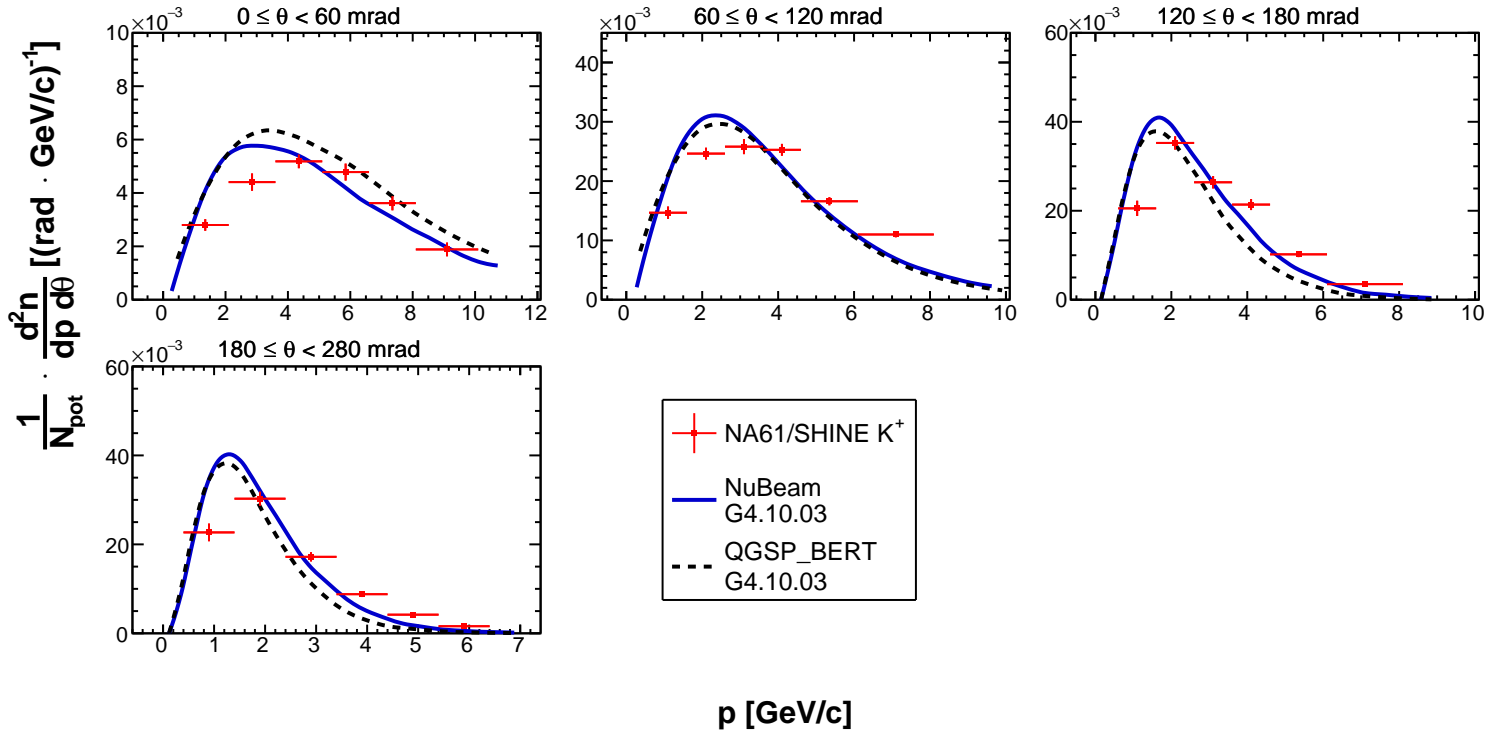 0 ≤ θ < 60 mrad
60 ≤ θ < 120 mrad
120 ≤ θ < 180 mrad
×10⁻³
×10⁻³
×10⁻³
10
8
6
4
2
0
0 2 4 6 8 10 12
40
30
20
10
0
0 2 4 6 8 10
60
40
20
0
0 2 4 6 8 10
1/N_pot · d²n/dp dθ [(rad · GeV/c)⁻¹]
180 ≤ θ < 280 mrad
×10⁻³
60
40
20
0
0 1 2 3 4 5 6 7
NA61/SHINE K⁺
NuBeam
G4.10.03
QGSP_BERT
G4.10.03
p [GeV/c]